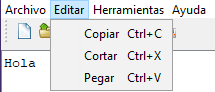 Archivo Editar Herramientas Ayuda
Copiar Ctrl+C
Cortar Ctrl+X
Pegar Ctrl+V
Hola